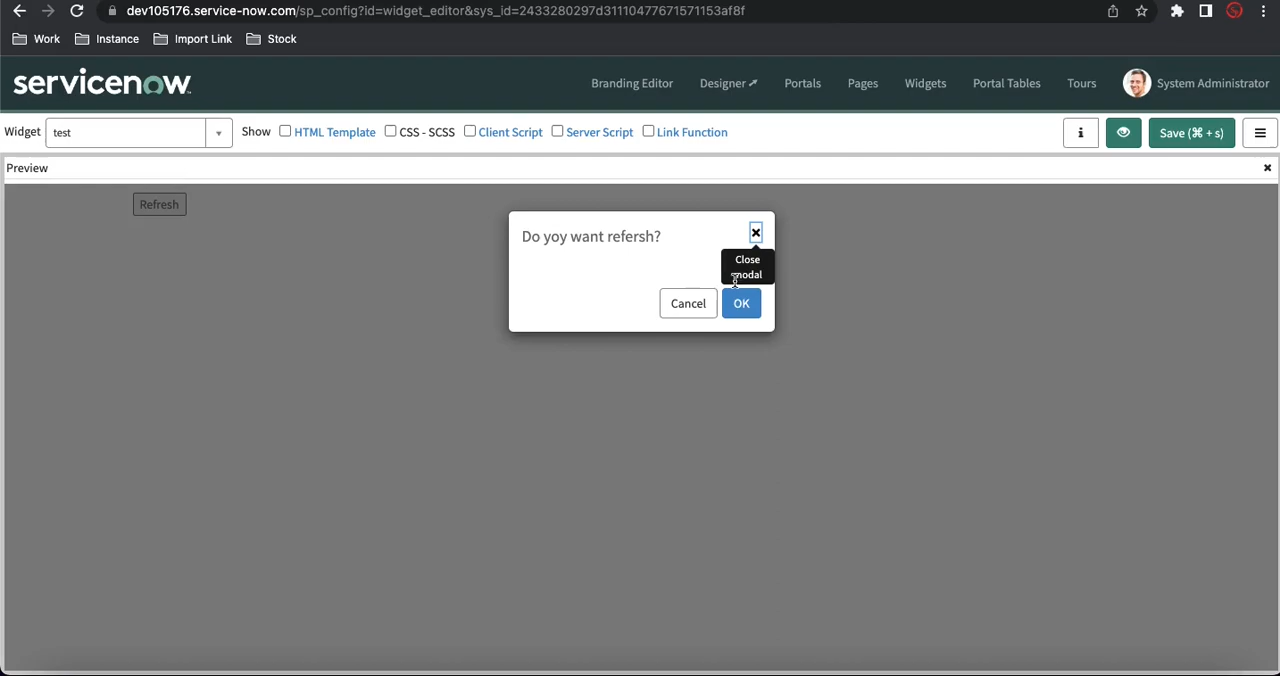 dev105176.service-now.com/sp_config?id=widget_editor&sys_id=2433280297d31110477671571153af8f
Work Instance Import Link Stock
servicenow Branding Editor Designer Portals Pages Widgets Portal Tables Tours System Administrator
Widget test Show HTML Template CSS - SCSS Client Script Server Script Link Function i Save (⌘ + s)
Preview
Refresh
Do yoy want refersh?
Close
modal
Cancel OK